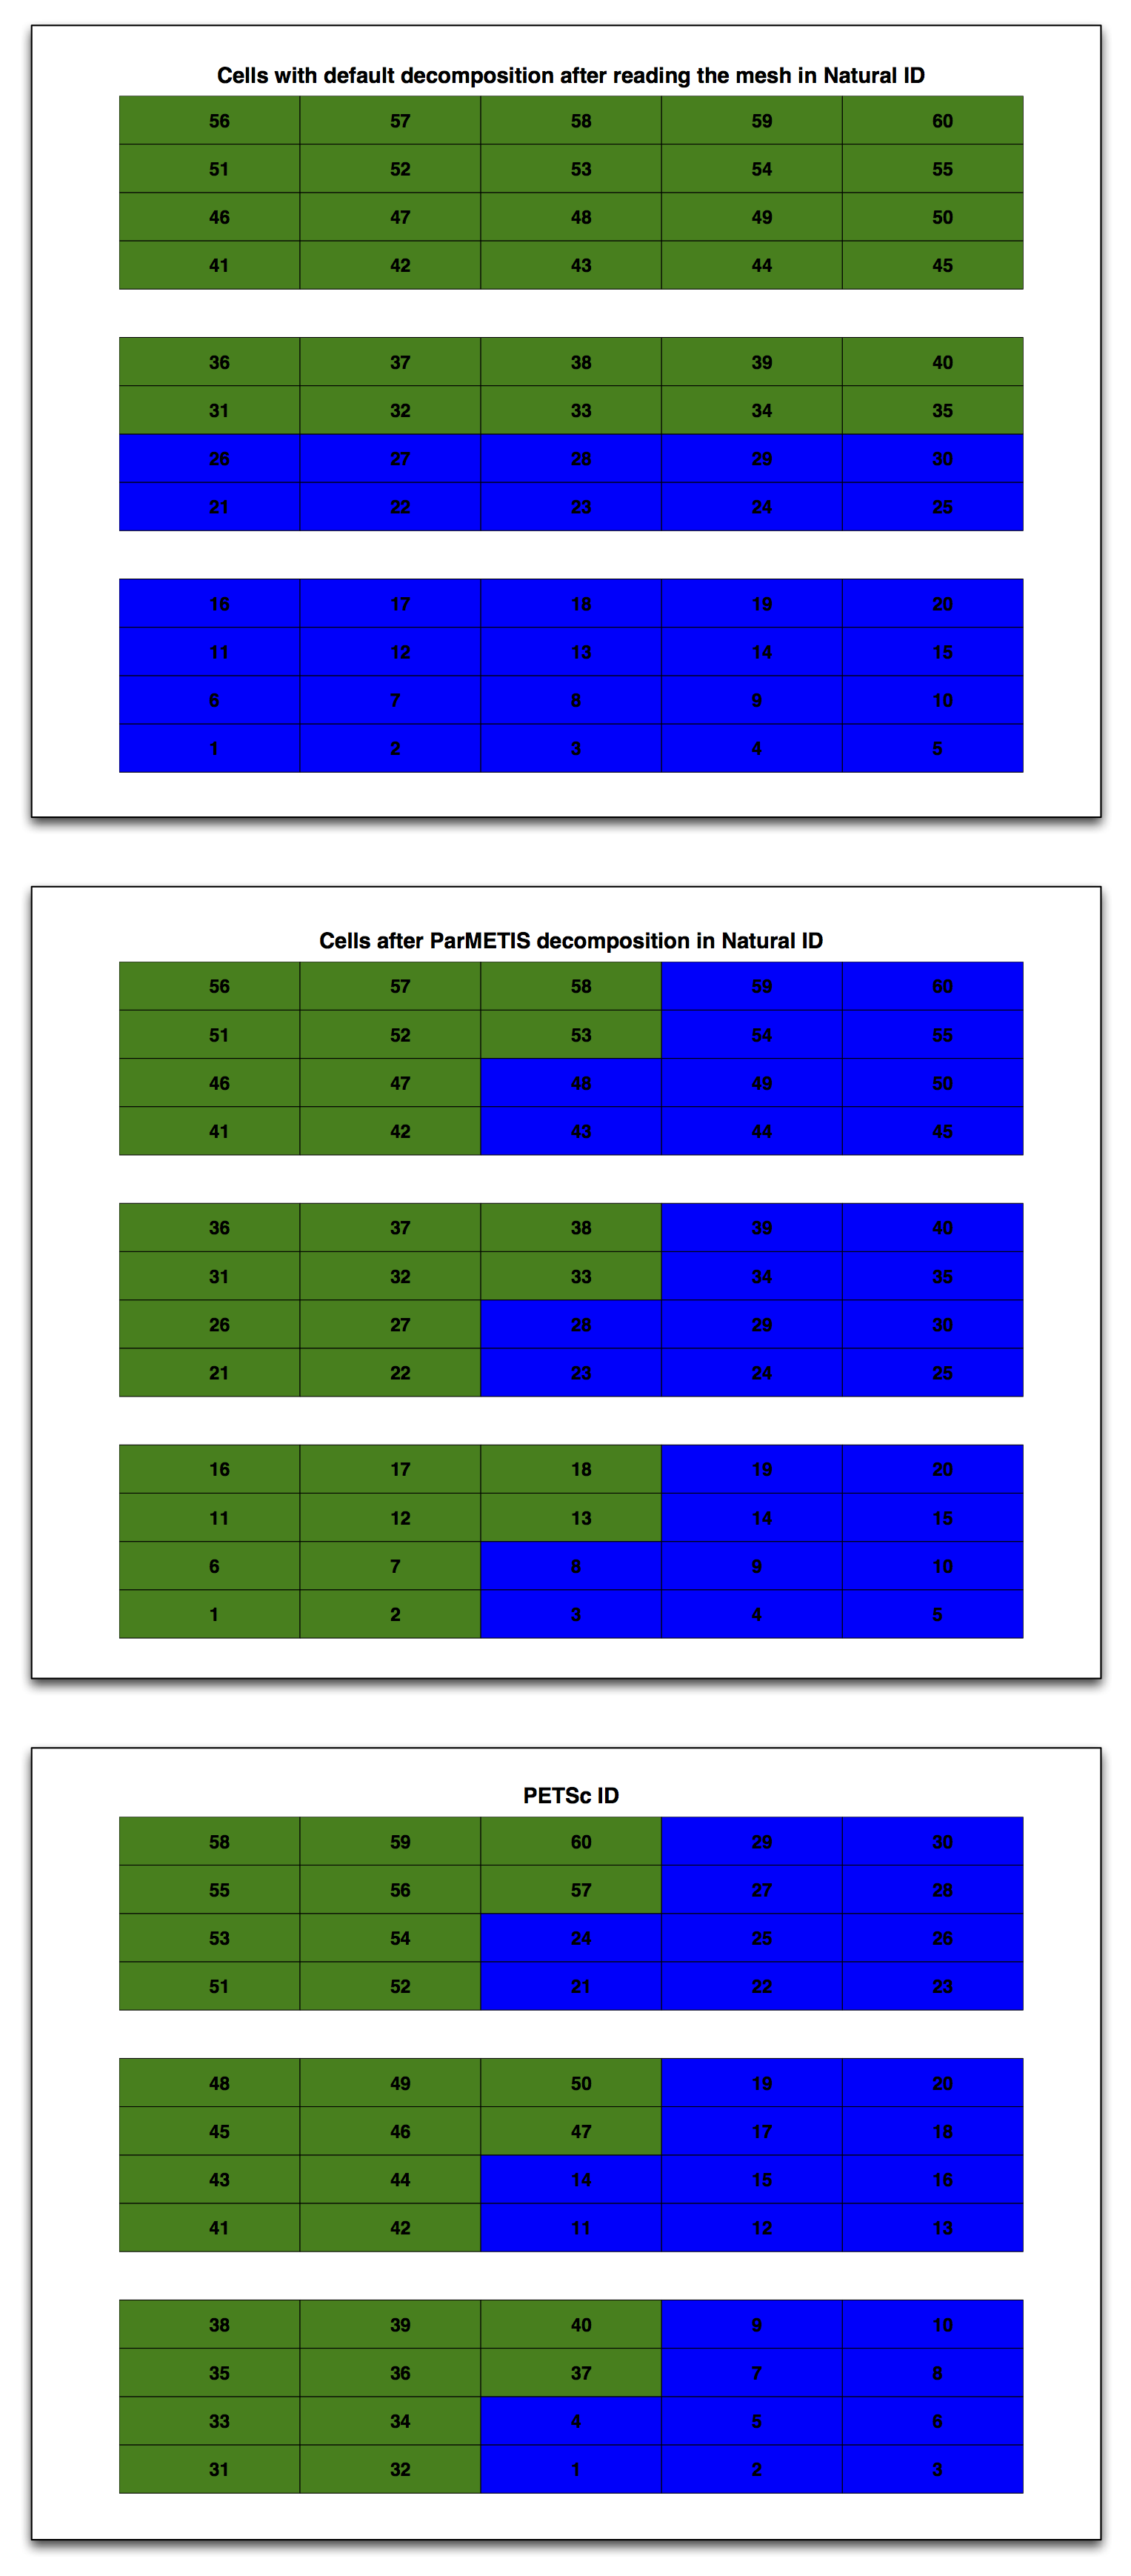 Cells with default decomposition after reading the mesh in Natural ID
56 57 58 59 60
51 52 53 54 55
46 47 48 49 50
41 42 43 44 45
36 37 38 39 40
31 32 33 34 35
26 27 28 29 30
21 22 23 24 25
16 17 18 19 20
11 12 13 14 15
6 7 8 9 10
1 2 3 4 5
Cells after ParMETIS decomposition in Natural ID
56 57 58 59 60
51 52 53 54 55
46 47 48 49 50
41 42 43 44 45
36 37 38 39 40
31 32 33 34 35
26 27 28 29 30
21 22 23 24 25
16 17 18 19 20
11 12 13 14 15
6 7 8 9 10
1 2 3 4 5
PETSc ID
58 59 60 29 30
55 56 57 27 28
53 54 24 25 26
51 52 21 22 23
48 49 50 19 20
45 46 47 17 18
43 44 14 15 16
41 42 11 12 13
38 39 40 9 10
35 36 37 7 8
33 34 4 5 6
31 32 1 2 3